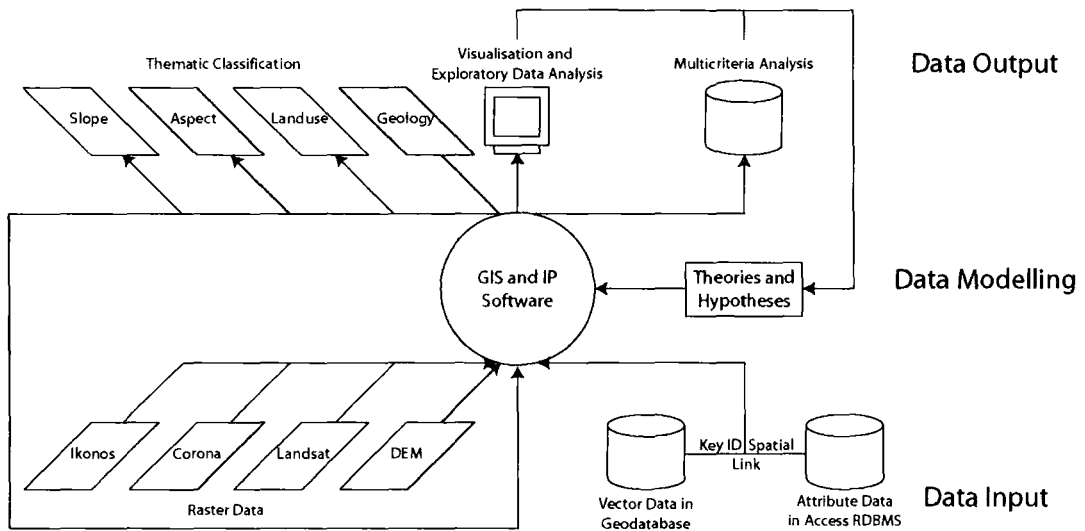 Visualisation and
Exploratory Data Analysis
Thematic Classification
Multicriteria Analysis
Data Output
Slope
Aspect
Landuse
Geology
GIS and IP
Software
Theories and
Hypotheses
Data Modelling
Ikonos
Corona
Landsat
DEM
Raster Data
Key ID Spatial
Link
Vector Data in
Geodatabase
Attribute Data
in Access RDBMS
Data Input